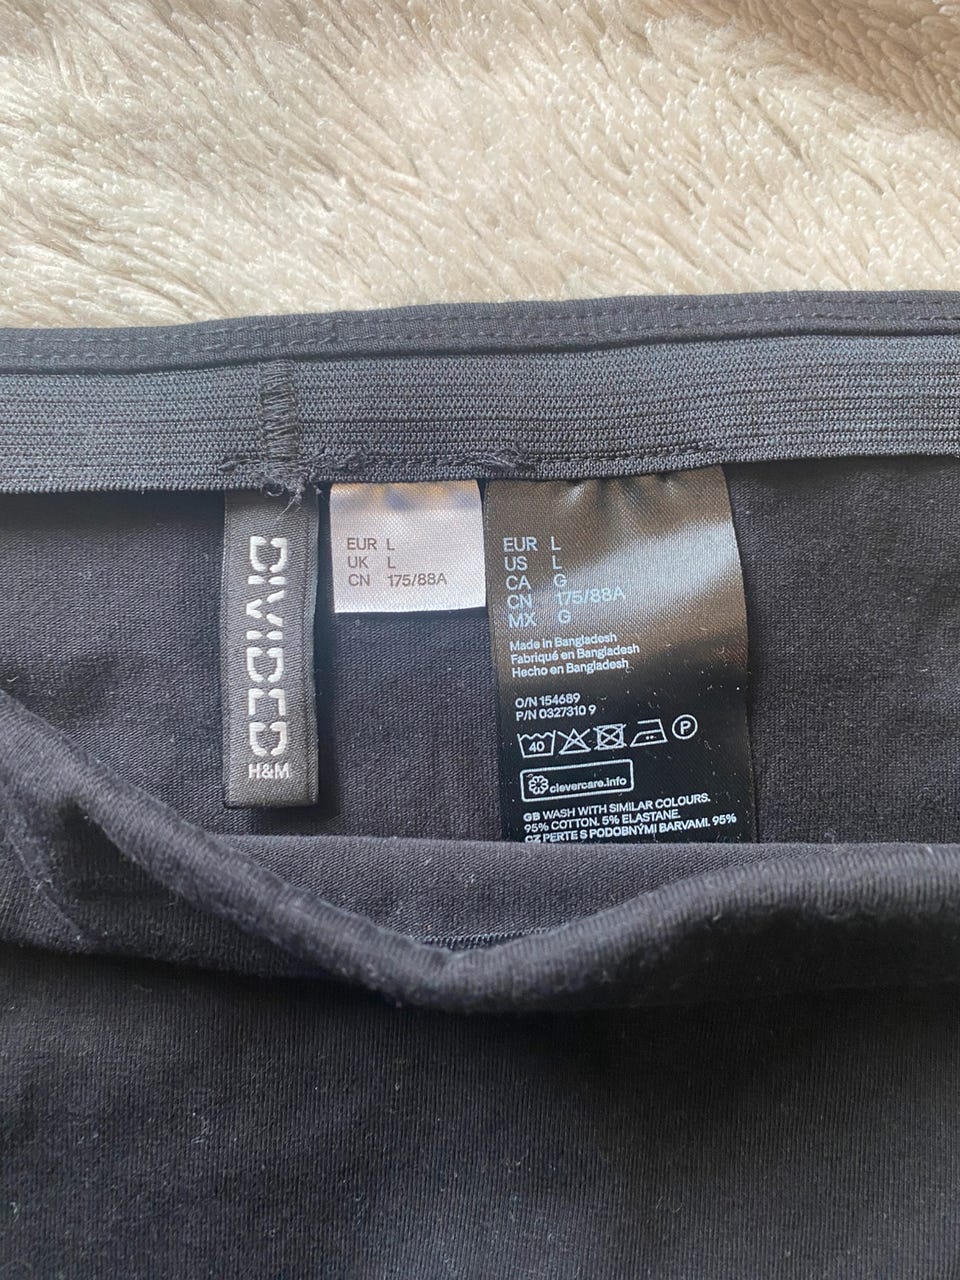 DIVIDED
H&M
EUR L
UK L
CN 175/88A
EUR L
US L
CA G
CN 175/88A
MX G
Made in Bangladesh
Fabriqué en Bangladesh
Hecho en Bangladesh
O/N 154689
P/N 0327310 9
40
P
clevercare.info
GB WASH WITH SIMILAR COLOURS.
95% COTTON. 5% ELASTANE.
CZ PERTE S PODOBNÝMI BARVAMI. 95%